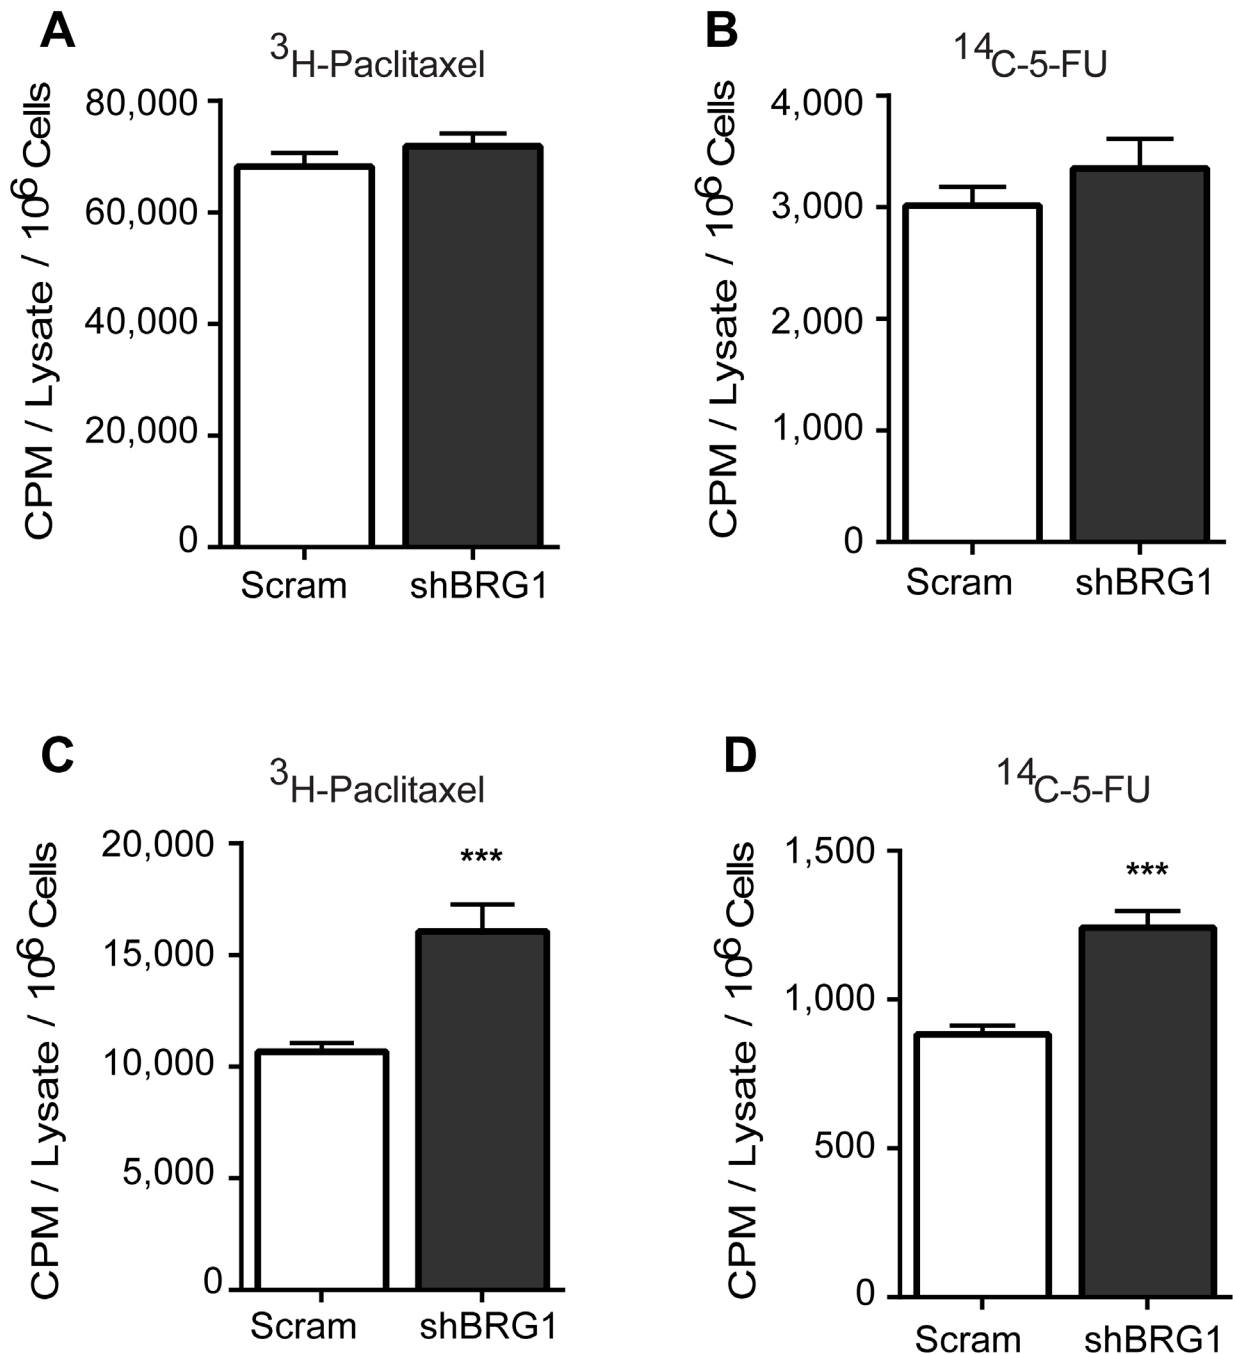 A
³H-Paclitaxel
CPM / Lysate / 10⁶ Cells
80,000
60,000
40,000
20,000
0
Scram
shBRG1
B
¹⁴C-5-FU
CPM / Lysate / 10⁶ Cells
4,000
3,000
2,000
1,000
0
Scram
shBRG1
C
³H-Paclitaxel
CPM / Lysate / 10⁶ Cells
20,000
15,000
10,000
5,000
0
***
Scram
shBRG1
D
¹⁴C-5-FU
CPM / Lysate / 10⁶ Cells
1,500
1,000
500
0
***
Scram
shBRG1